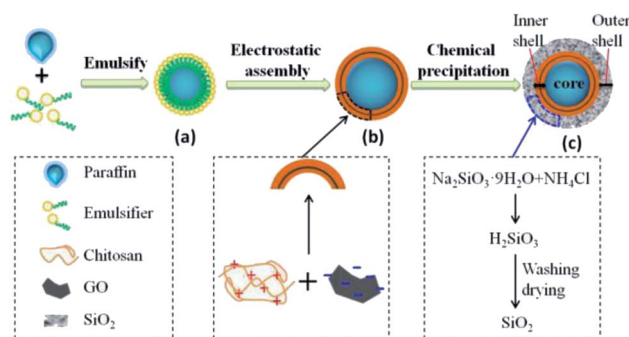 Emulsify
Electrostatic
assembly
Chemical
precipitation
Inner
shell
Outer
shell
core
+
(a)
(b)
(c)
Paraffin
Emulsifier
Chitosan
GO
SiO₂
+
Na₂SiO₃·9H₂O+NH₄Cl
H₂SiO₃
Washing
drying
SiO₂